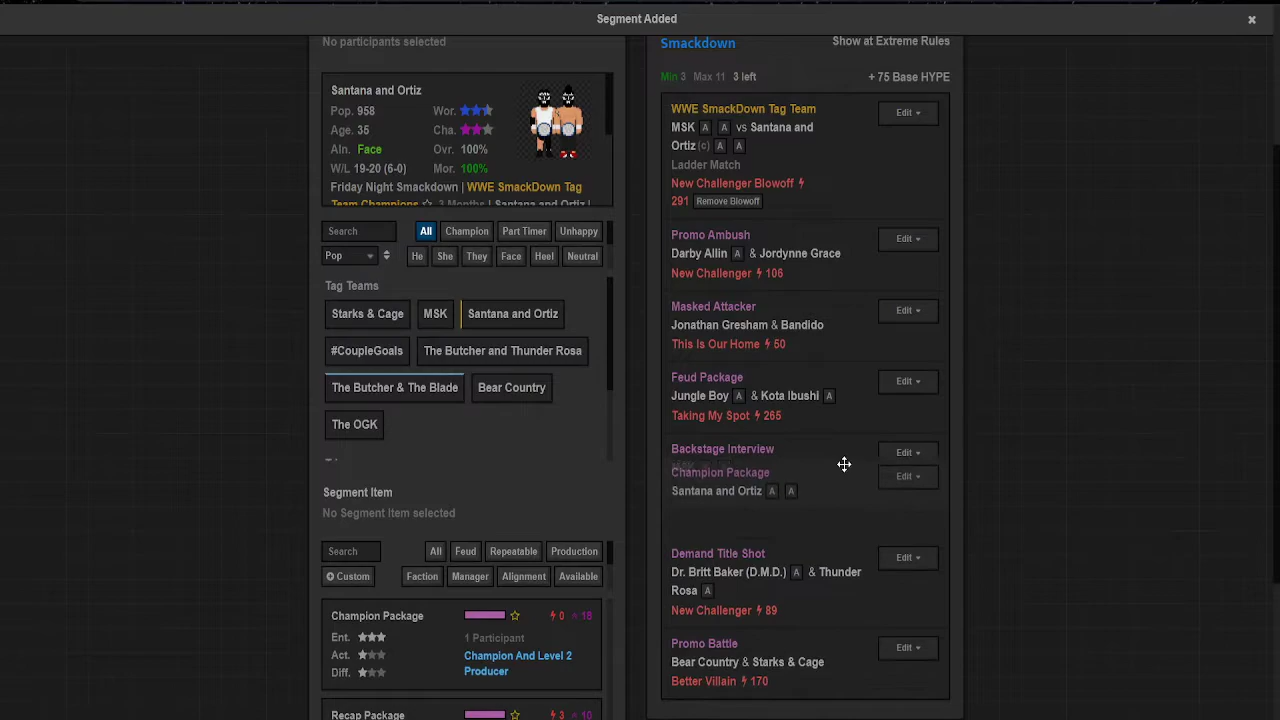 Segment Added
No participants selected
Santana and Ortiz
Pop. 958
Wor.
Age. 35
Cha.
Aln. Face
Ovr. 100%
W/L 19-20 (6-0)
Mor. 100%
Friday Night Smackdown | WWE SmackDown Tag
Team Champions ☆ 3 Months | Santana and Ortiz |
Search
All
Champion
Part Timer
Unhappy
Pop
He
She
They
Face
Heel
Neutral
Tag Teams
Starks & Cage
MSK
Santana and Ortiz
#CoupleGoals
The Butcher and Thunder Rosa
The Butcher & The Blade
Bear Country
The OGK
Segment Item
No Segment Item selected
Search
All
Feud
Repeatable
Production
Custom
Faction
Manager
Alignment
Available
Champion Package
0
18
Ent.
1 Participant
Act.
Champion And Level 2
Diff.
Producer
Recap Package
3
10
Smackdown
Show at Extreme Rules
Min 3 Max 11 3 left
+ 75 Base HYPE
WWE SmackDown Tag Team
Edit
MSK A A vs Santana and
Ortiz (c) A A
Ladder Match
New Challenger Blowoff
291 Remove Blowoff
Promo Ambush
Edit
Darby Allin A & Jordynne Grace
New Challenger 106
Masked Attacker
Edit
Jonathan Gresham & Bandido
This Is Our Home 50
Feud Package
Edit
Jungle Boy A & Kota Ibushi A
Taking My Spot 265
Backstage Interview
Edit
Champion Package
Edit
Santana and Ortiz A A
Demand Title Shot
Edit
Dr. Britt Baker (D.M.D.) A & Thunder
Rosa A
New Challenger 89
Promo Battle
Edit
Bear Country & Starks & Cage
Better Villain 170